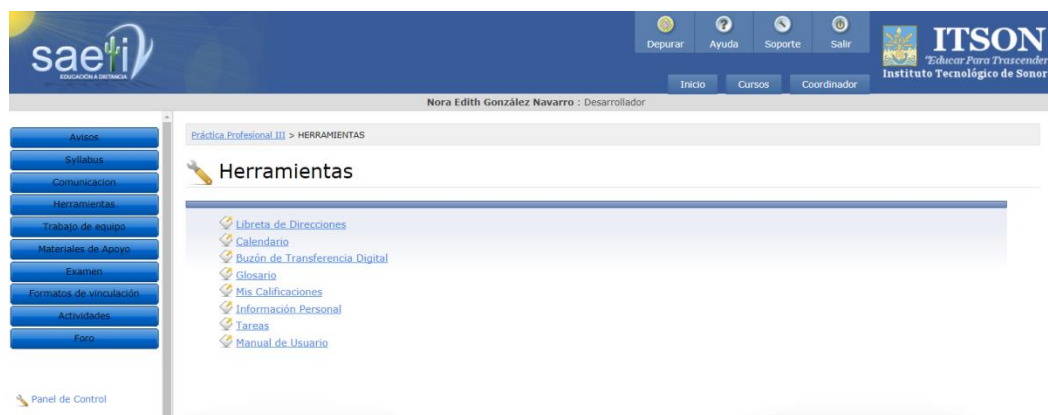 saeti
EDUCACIÓN A DISTANCIA
Depurar Ayuda Soporte Salir
Inicio Cursos Coordinador
ITSON
"Educar Para Trascender
Instituto Tecnológico de Sonor
Nora Edith González Navarro : Desarrollador
Avisos
Syllabus
Comunicacion
Herramientas
Trabajo de equipo
Materiales de Apoyo
Examen
Formatos de vinculación
Actividades
Foro
Panel de Control
Práctica Profesional III > HERRAMIENTAS
Herramientas
Libreta de Direcciones
Calendario
Buzón de Transferencia Digital
Glosario
Mis Calificaciones
Información Personal
Tareas
Manual de Usuario